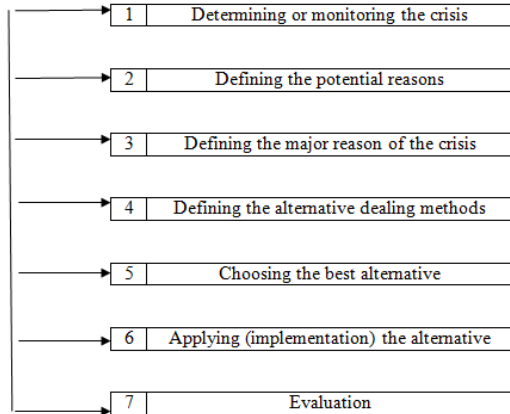 1 Determining or monitoring the crisis
2 Defining the potential reasons
3 Defining the major reason of the crisis
4 Defining the alternative dealing methods
5 Choosing the best alternative
6 Applying (implementation) the alternative
7 Evaluation